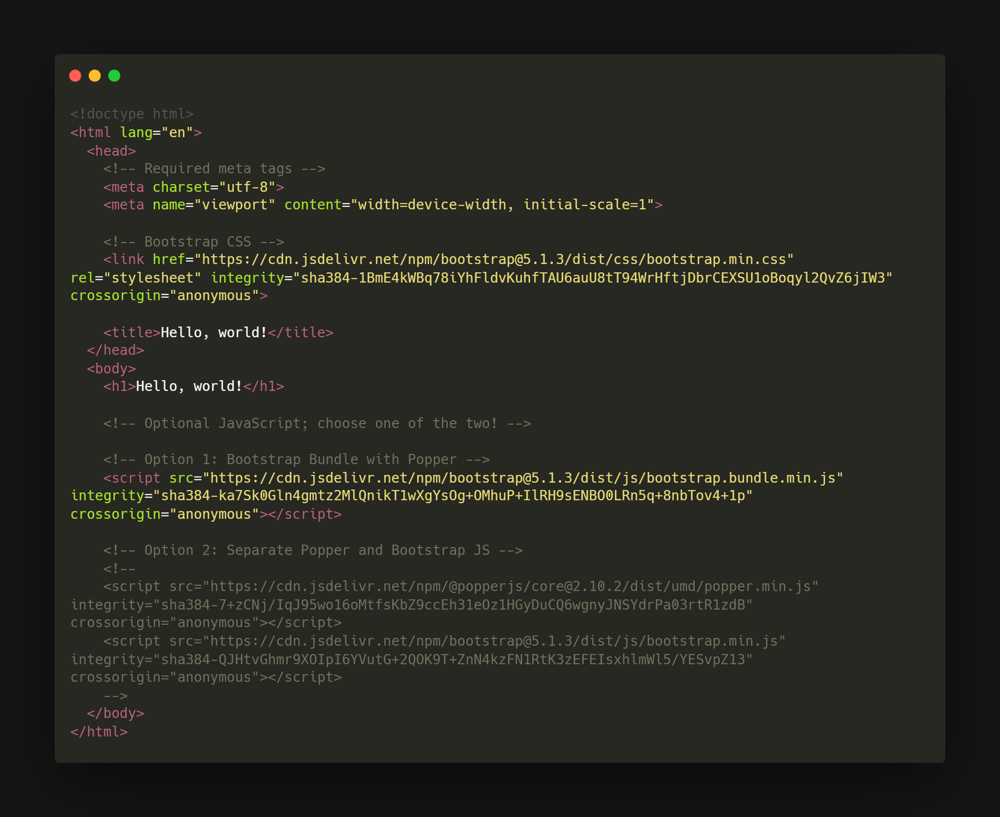 <!doctype html>
<html lang="en">
  <head>
    <!-- Required meta tags -->
    <meta charset="utf-8">
    <meta name="viewport" content="width=device-width, initial-scale=1">

    <!-- Bootstrap CSS -->
    <link href="https://cdn.jsdelivr.net/npm/bootstrap@5.1.3/dist/css/bootstrap.min.css"
rel="stylesheet" integrity="sha384-1BmE4kWBq78iYhFldvKuhfTAU6auU8tT94WrHftjDbrCEXSU1oBoqyl2QvZ6jIW3"
crossorigin="anonymous">

    <title>Hello, world!</title>
  </head>
  <body>
    <h1>Hello, world!</h1>

    <!-- Optional JavaScript; choose one of the two! -->

    <!-- Option 1: Bootstrap Bundle with Popper -->
    <script src="https://cdn.jsdelivr.net/npm/bootstrap@5.1.3/dist/js/bootstrap.bundle.min.js"
integrity="sha384-ka7Sk0Gln4gmtz2MlQnikT1wXgYsOg+OMhuP+IlRH9sENBO0LRn5q+8nbTov4+1p"
crossorigin="anonymous"></script>

    <!-- Option 2: Separate Popper and Bootstrap JS -->
    <!--
    <script src="https://cdn.jsdelivr.net/npm/@popperjs/core@2.10.2/dist/umd/popper.min.js"
integrity="sha384-7+zCNj/IqJ95wo16oMtfsKbZ9ccEh31eOz1HGyDuCQ6wgnyJNSYdrPa03rtR1zdB"
crossorigin="anonymous"></script>
    <script src="https://cdn.jsdelivr.net/npm/bootstrap@5.1.3/dist/js/bootstrap.min.js"
integrity="sha384-QJHtvGhmr9XOIpI6YVutG+2QOK9T+ZnN4kzFN1RtK3zEFEIsxhlmWl5/YESvpZ13"
crossorigin="anonymous"></script>
    -->
  </body>
</html>